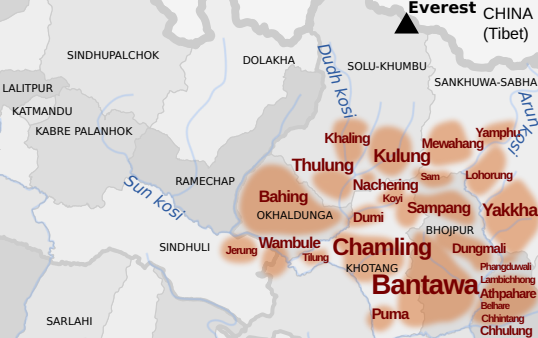 Everest
CHINA
(Tibet)
SINDHUPALCHOK
DOLAKHA
Dudh kosi
SOLU-KHUMBU
SANKHUWA-SABHA
LALITPUR
KATMANDU
KABRE PALANHOK
Arun kosi
Khaling
Yamphu
Mewahang
Kulung
Thulung
RAMECHAP
Sam
Lohorung
Nachering
Sun kosi
Bahing
Koyi
Sampang
Yakkha
OKHALDUNGA
Dumi
BHOJPUR
SINDHULI
Jerung
Wambule
Chamling
Dungmali
Tilung
KHOTANG
Phangduwali
Bantawa
Lambichhong
Athpahare
Belhare
Puma
SARLAHI
Chhintang
Chhulung